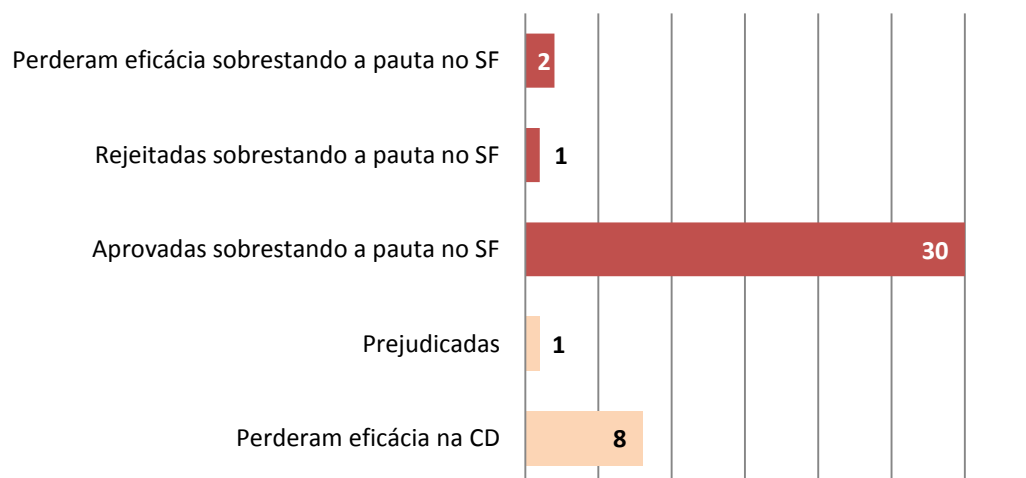 Perderam eficácia sobrestando a pauta no SF 2
Rejeitadas sobrestando a pauta no SF 1
Aprovadas sobrestando a pauta no SF 30
Prejudicadas 1
Perderam eficácia na CD 8